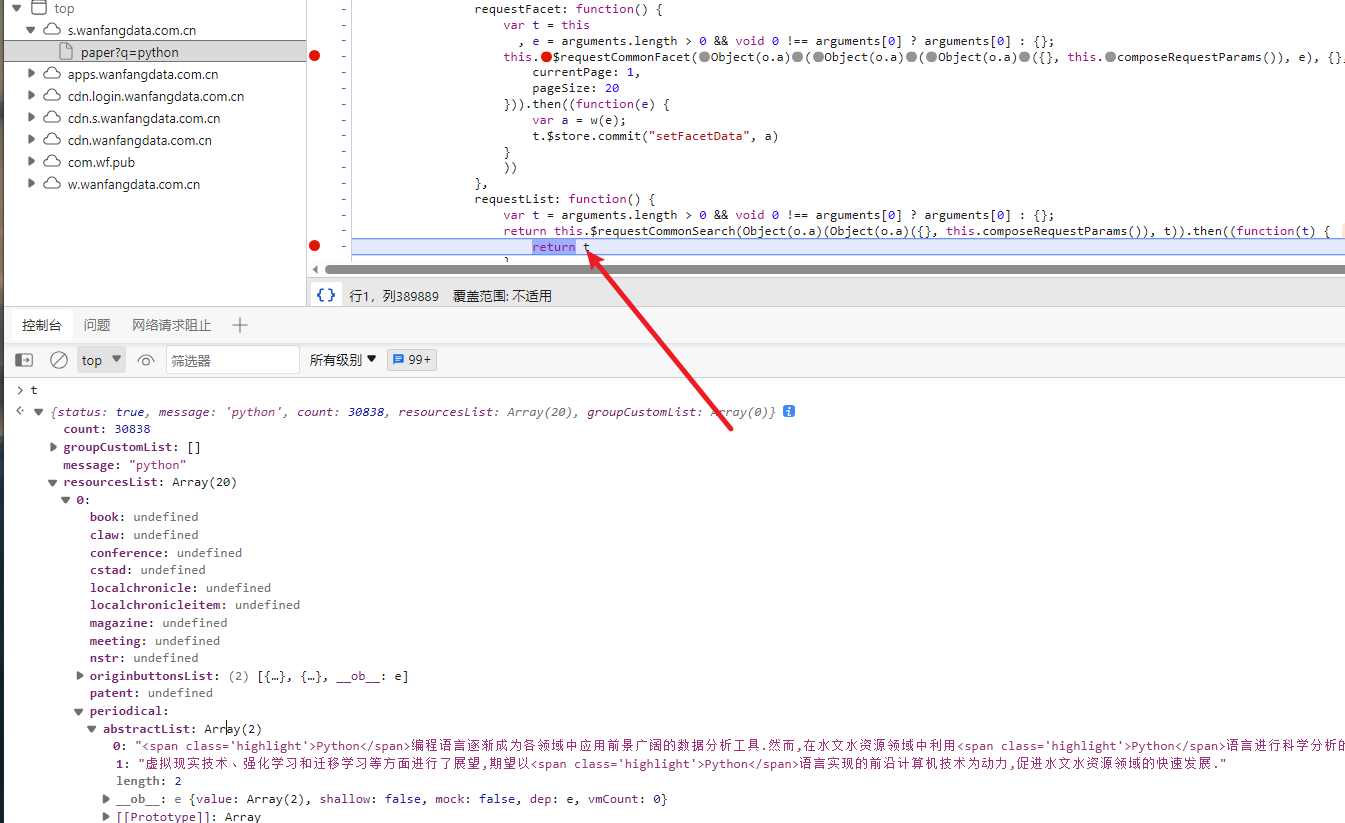 top
s.wanfangdata.com.cn
paper?q=python
apps.wanfangdata.com.cn
cdn.login.wanfangdata.com.cn
cdn.s.wanfangdata.com.cn
cdn.wanfangdata.com.cn
com.wf.pub
w.wanfangdata.com.cn
requestFacet: function() {
var t = this
, e = arguments.length > 0 && void 0 !== arguments[0] ? arguments[0] : {};
this.$requestCommonFacet(Object(o.a)(Object(o.a)(Object(o.a)({}, this.composeRequestParams()), e), {},
currentPage: 1,
pageSize: 20
})).then((function(e) {
var a = w(e);
t.$store.commit("setFacetData", a)
}
))
},
requestList: function() {
var t = arguments.length > 0 && void 0 !== arguments[0] ? arguments[0] : {};
return this.$requestCommonSearch(Object(o.a)(Object(o.a)({}, this.composeRequestParams()), t)).then((function(t) {
return t
{} 行1，列389889 覆盖范围: 不适用
控制台 问题 网络请求阻止
top 筛选器 所有级别 99+
> t
{status: true, message: 'python', count: 30838, resourcesList: Array(20), groupCustomList: Array(0)}
count: 30838
groupCustomList: []
message: "python"
resourcesList: Array(20)
0:
book: undefined
claw: undefined
conference: undefined
cstad: undefined
localchronicle: undefined
localchronicleitem: undefined
magazine: undefined
meeting: undefined
nstr: undefined
originbuttonsList: (2) [{…}, {…}, __ob__: e]
patent: undefined
periodical:
abstractList: Array(2)
0: "<span class='highlight'>Python</span>编程语言逐渐成为各领域中应用前景广阔的数据分析工具.然而,在水文水资源领域中利用<span class='highlight'>Python</span>语言进行科学分析的
1: "虚拟现实技术、强化学习和迁移学习等方面进行了展望,期望以<span class='highlight'>Python</span>语言实现的前沿计算机技术为动力,促进水文水资源领域的快速发展."
length: 2
__ob__: e {value: Array(2), shallow: false, mock: false, dep: e, vmCount: 0}
[[Prototype]]: Array